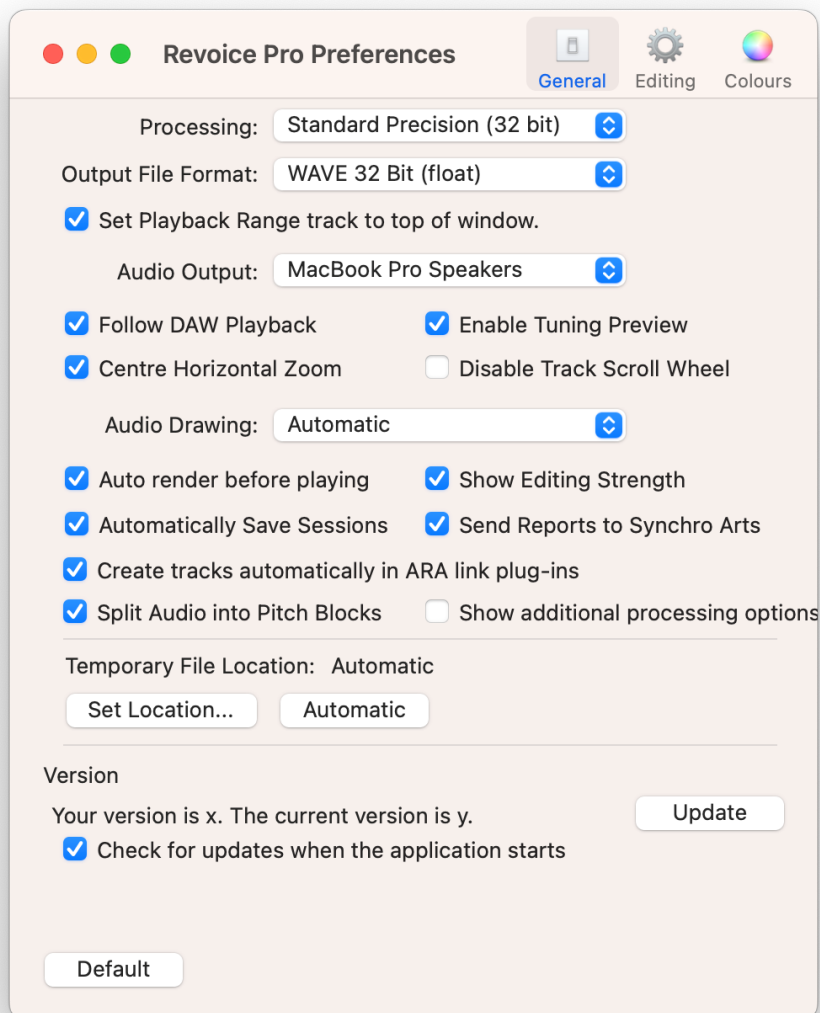 Revoice Pro Preferences
General
Editing
Colours
Processing: Standard Precision (32 bit)
Output File Format: WAVE 32 Bit (float)
Set Playback Range track to top of window.
Audio Output: MacBook Pro Speakers
Follow DAW Playback
Enable Tuning Preview
Centre Horizontal Zoom
Disable Track Scroll Wheel
Audio Drawing: Automatic
Auto render before playing
Show Editing Strength
Automatically Save Sessions
Send Reports to Synchro Arts
Create tracks automatically in ARA link plug-ins
Split Audio into Pitch Blocks
Show additional processing options
Temporary File Location: Automatic
Set Location...
Automatic
Version
Your version is x. The current version is y.
Update
Check for updates when the application starts
Default